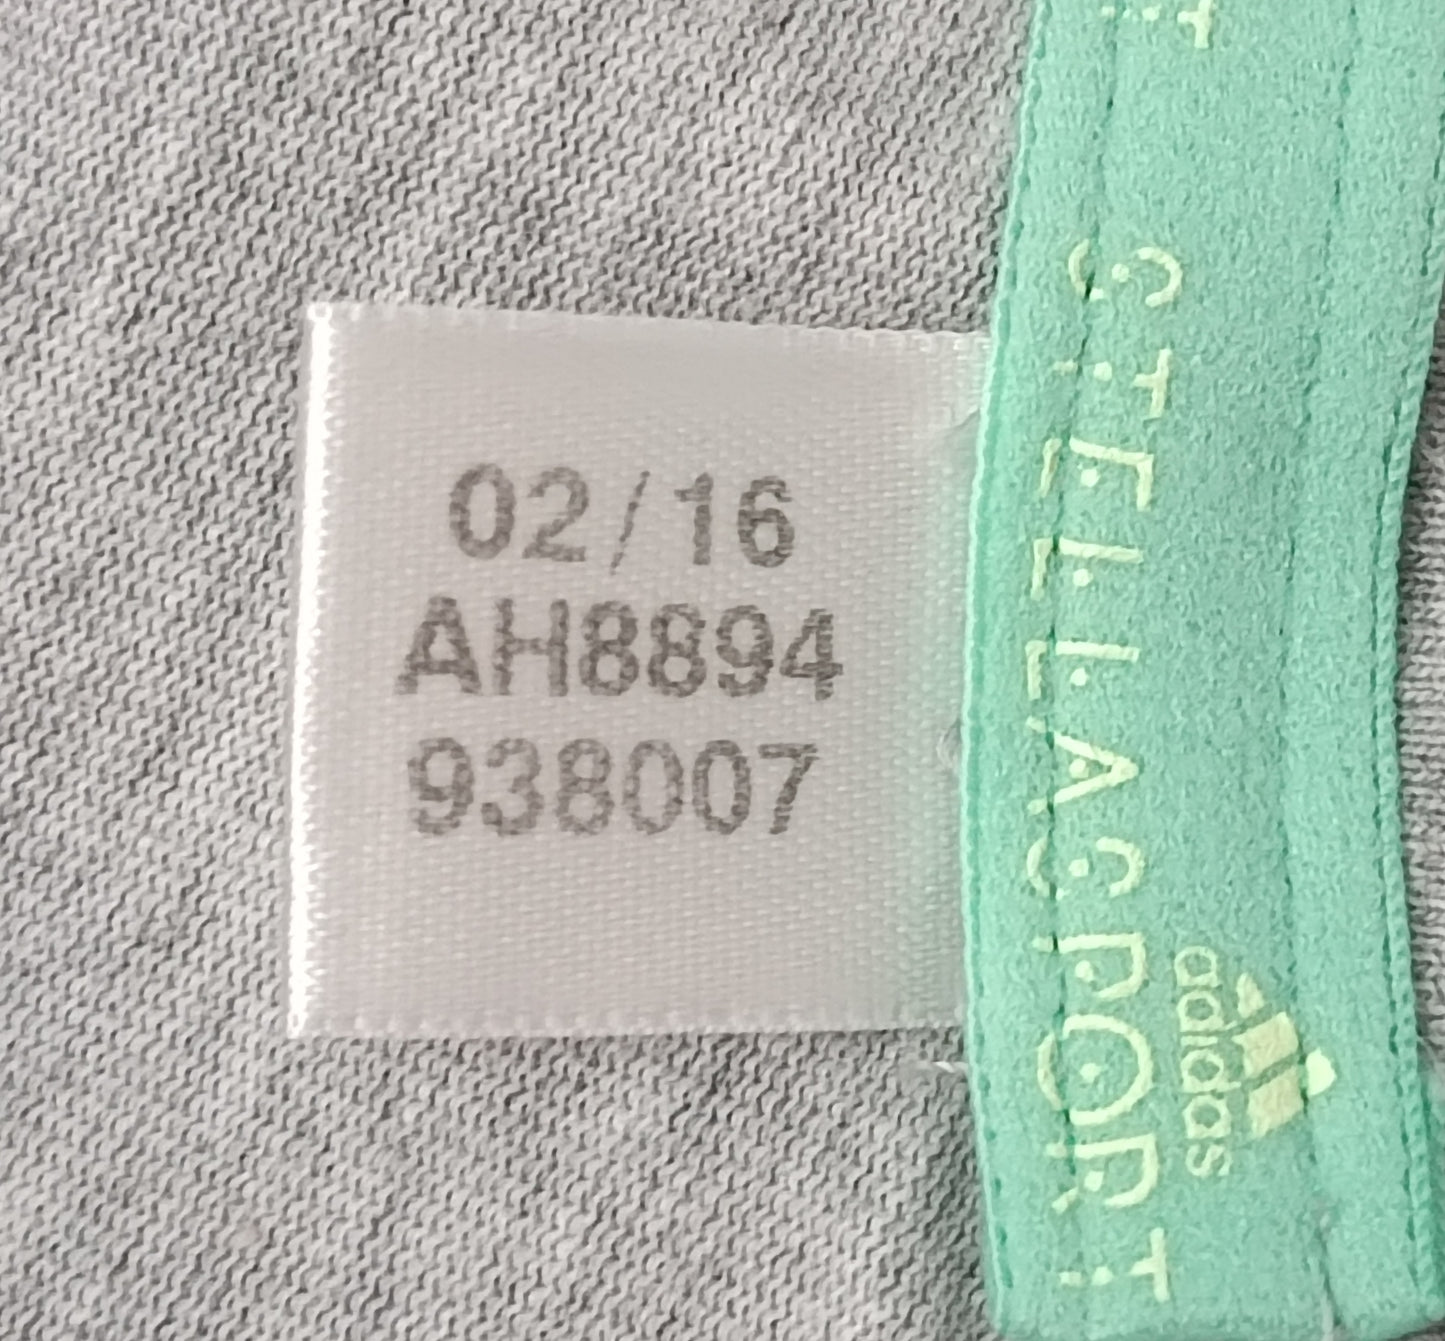 02/16
AH8894
938007
STELLASPORT
adidas